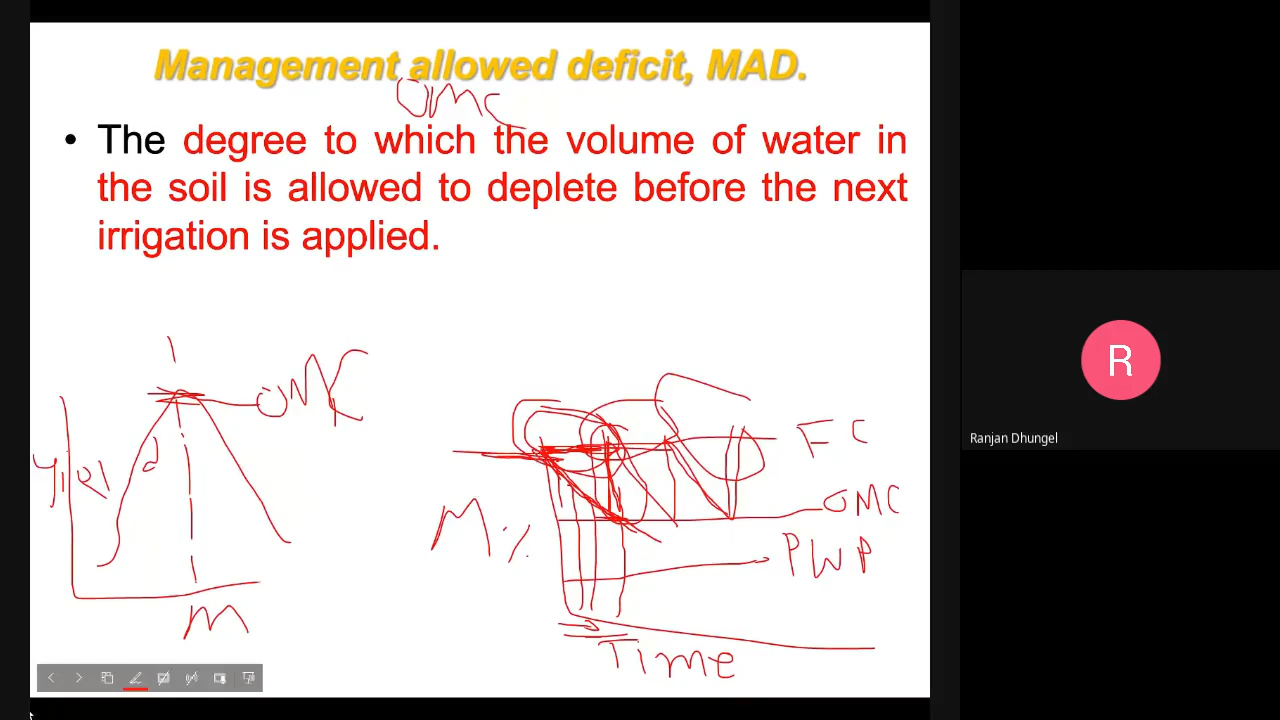 Management allowed deficit, MAD.
OMC
• The degree to which the volume of water in
the soil is allowed to deplete before the next
irrigation is applied.
OMC
Yield
M
FC
OMC
M %
PWP
Time
R
Ranjan Dhungel